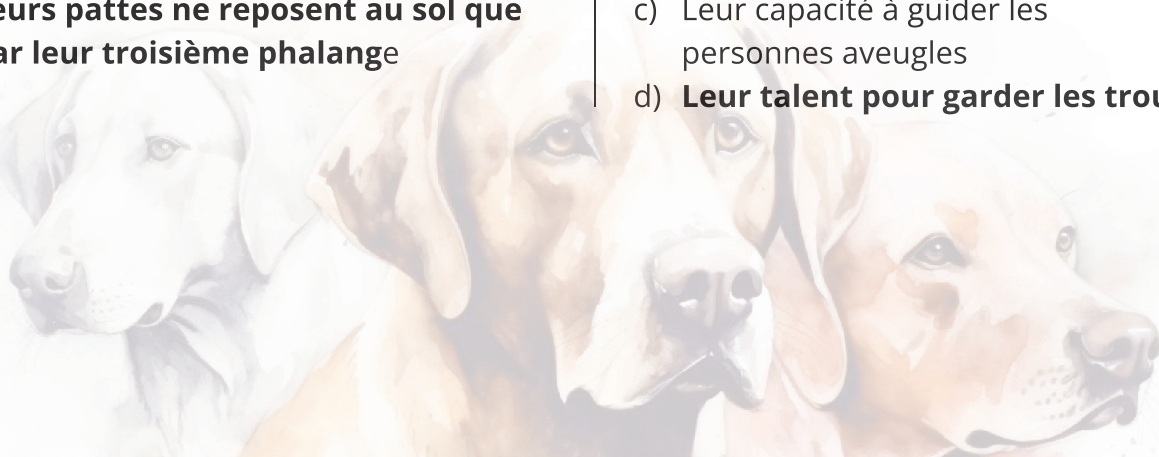 eurs pattes ne reposent au sol que
ar leur troisième phalange
c) Leur capacité à guider les
personnes aveugles
d) Leur talent pour garder les trou